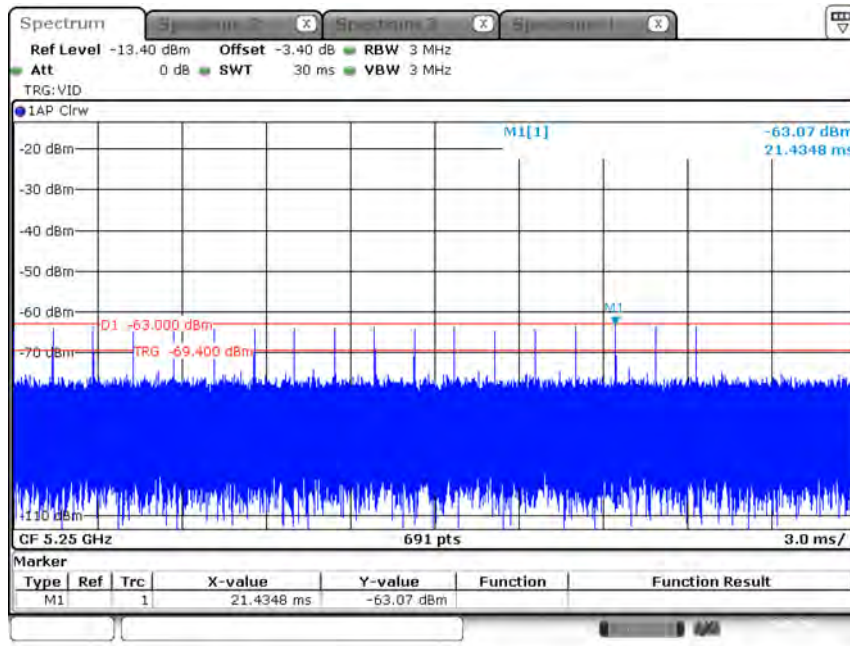 Spectrum
Spectrum 2 X
Spectrum 3 X
X
Ref Level -13.40 dBm Offset -3.40 dB RBW 3 MHz
Att 0 dB SWT 30 ms VBW 3 MHz
TRG:VID
1AP Clrw
M1[1] -63.07 dBm
21.4348 ms
-20 dBm
-30 dBm
-40 dBm
-50 dBm
-60 dBm
M1
D1 -63.000 dBm
-70 dBm
TRG -69.400 dBm
-110 dBm
CF 5.25 GHz 691 pts 3.0 ms/
Marker
Type Ref Trc X-value Y-value Function Function Result
M1 1 21.4348 ms -63.07 dBm